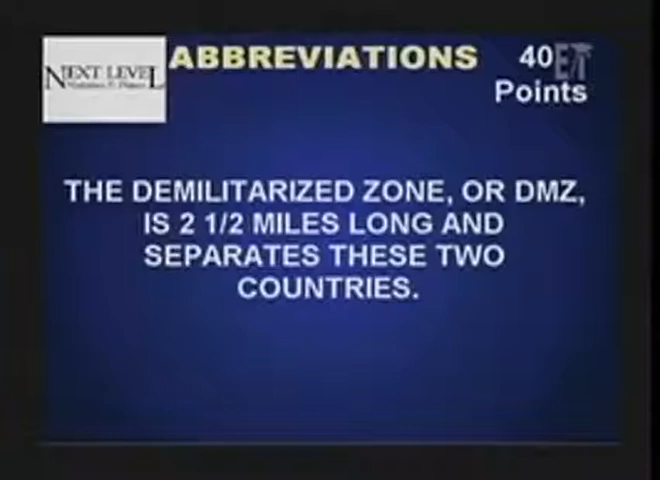 NEXT LEVEL
ABBREVIATIONS
40
Points
THE DEMILITARIZED ZONE, OR DMZ,
IS 2 1/2 MILES LONG AND
SEPARATES THESE TWO
COUNTRIES.